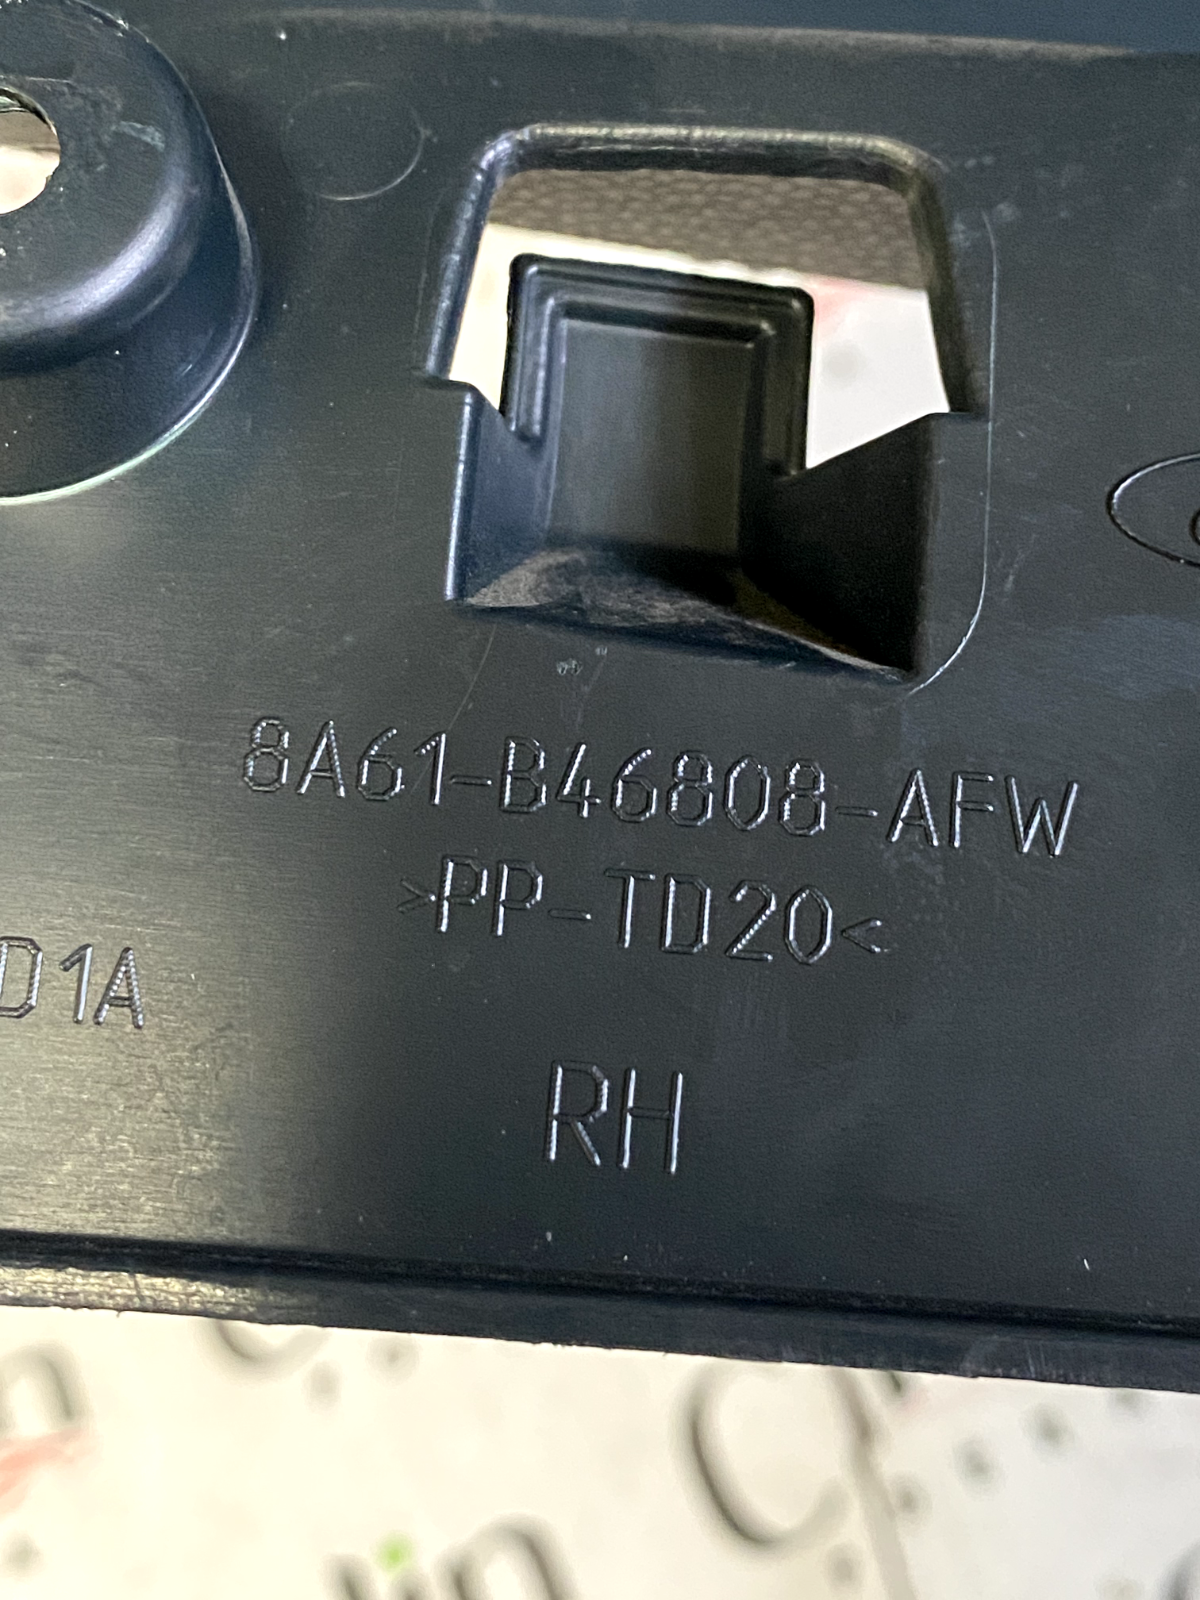 8A61-B46808-AFW
>PP-TD20<
D1A
RH